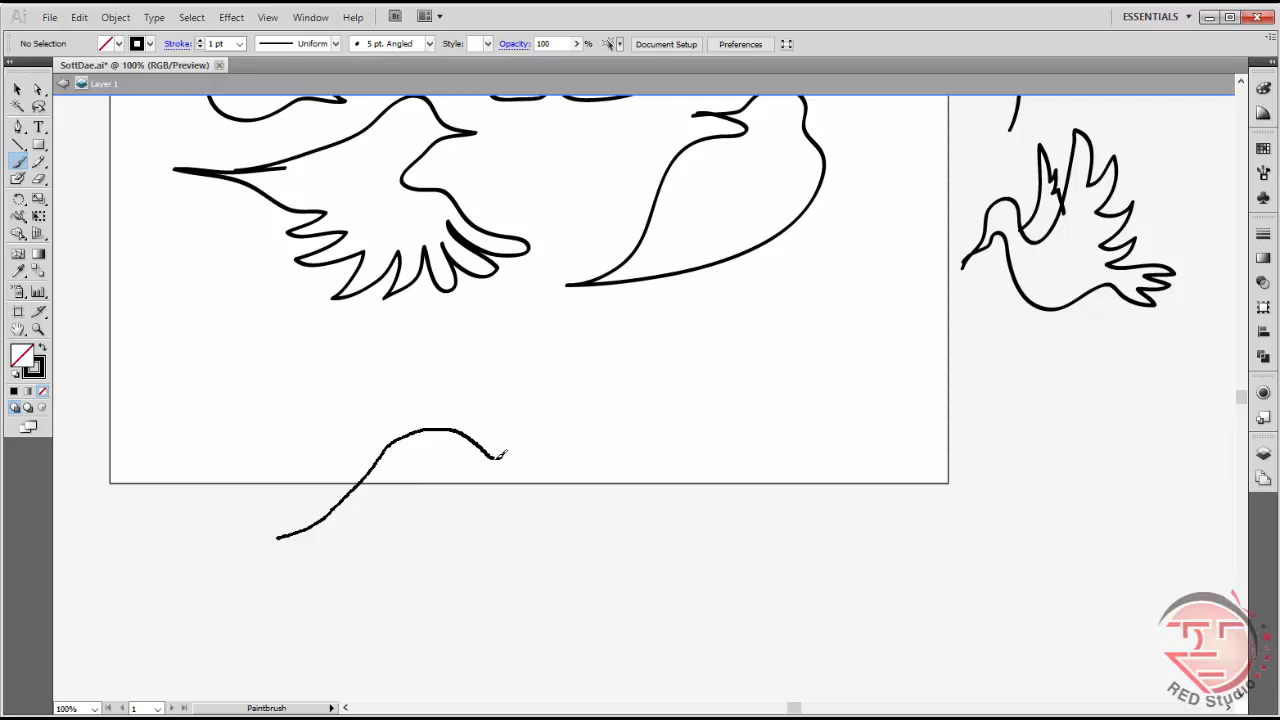 Ai File Edit Object Type Select Effect View Window Help Br ESSENTIALS
No Selection Stroke: 1 pt Uniform 5 pt. Angled Style: Opacity: 100 % Document Setup Preferences
SottDae.ai* @ 100% (RGB/Preview)
Layer 1
RED Studio
100% 1 Paintbrush